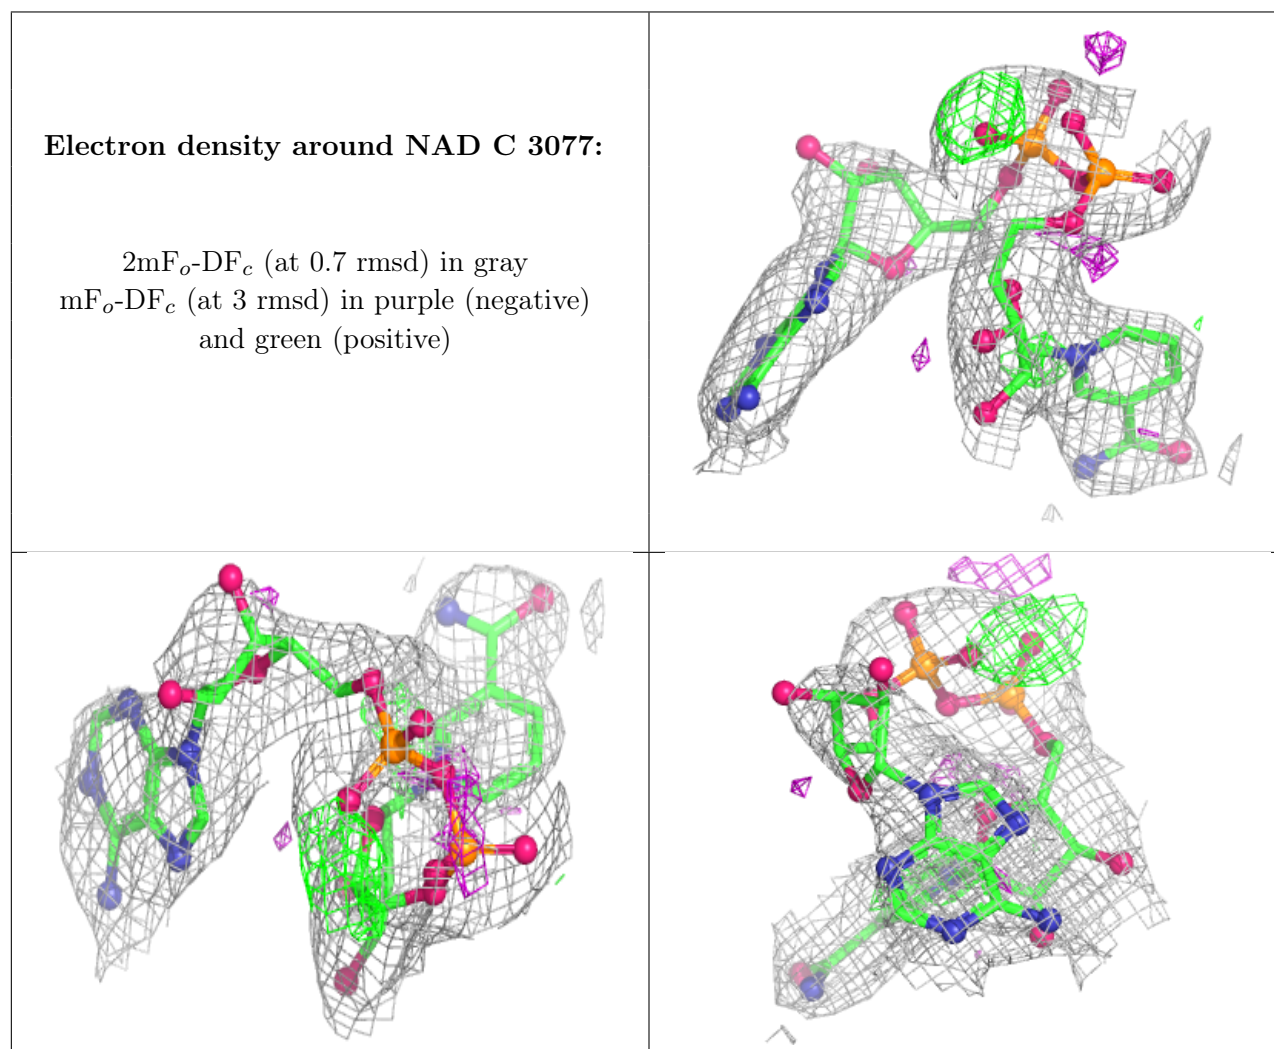 Electron density around NAD C 3077:
2mFo-DFc (at 0.7 rmsd) in gray
mFo-DFc (at 3 rmsd) in purple (negative)
and green (positive)